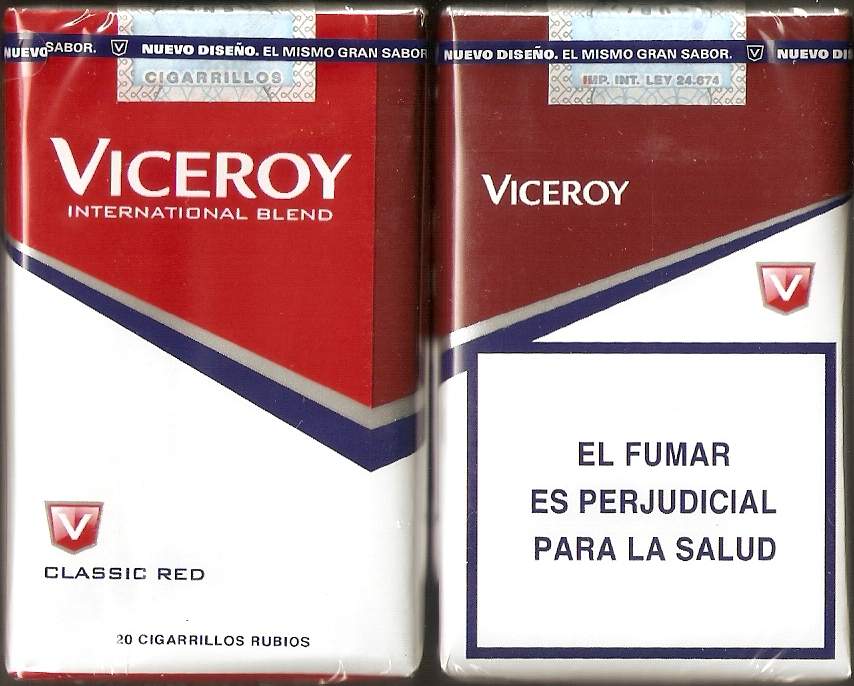 NUEVO SABOR. V NUEVO DISEÑO. EL MISMO GRAN SABOR
CIGARRILLOS
VICEROY
INTERNATIONAL BLEND
V
CLASSIC RED
20 CIGARRILLOS RUBIOS
NUEVO DISEÑO. EL MISMO GRAN SABOR. V NUEVO DI
IMP. INT. LEY 24.674
VICEROY
V
EL FUMAR
ES PERJUDICIAL
PARA LA SALUD